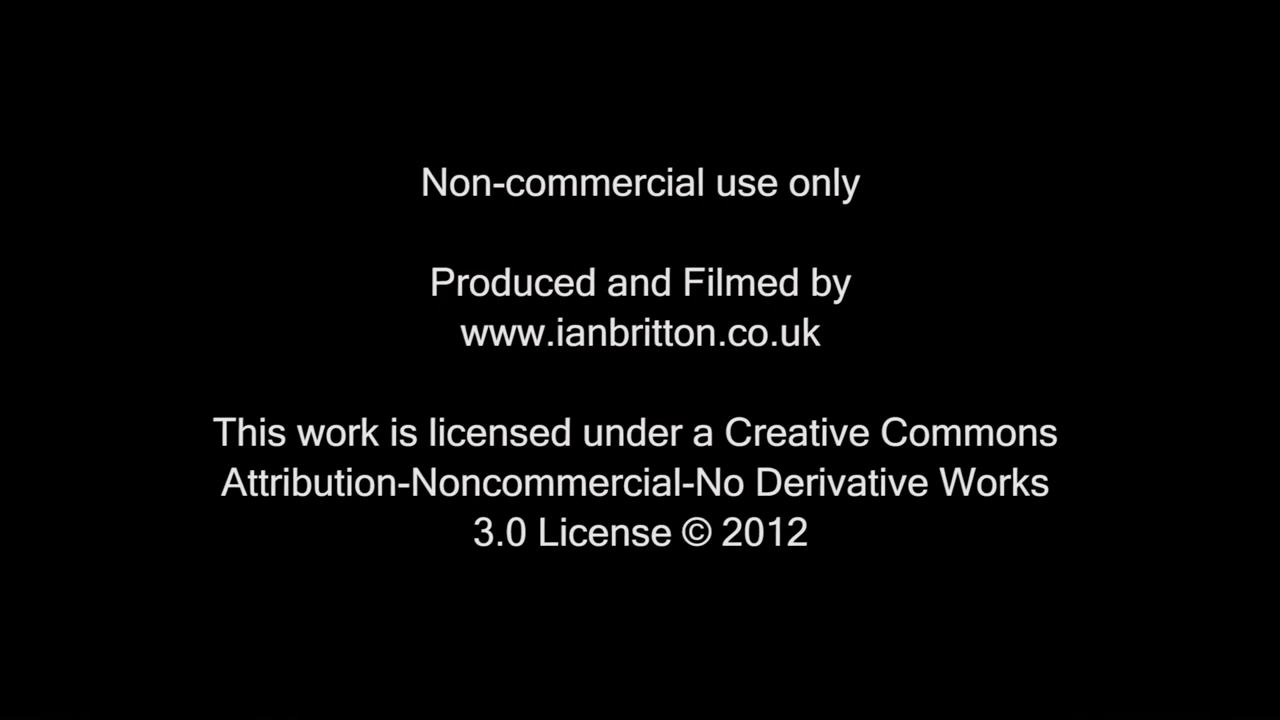 Non-commercial use only
Produced and Filmed by
www.ianbritton.co.uk
This work is licensed under a Creative Commons
Attribution-Noncommercial-No Derivative Works
3.0 License © 2012